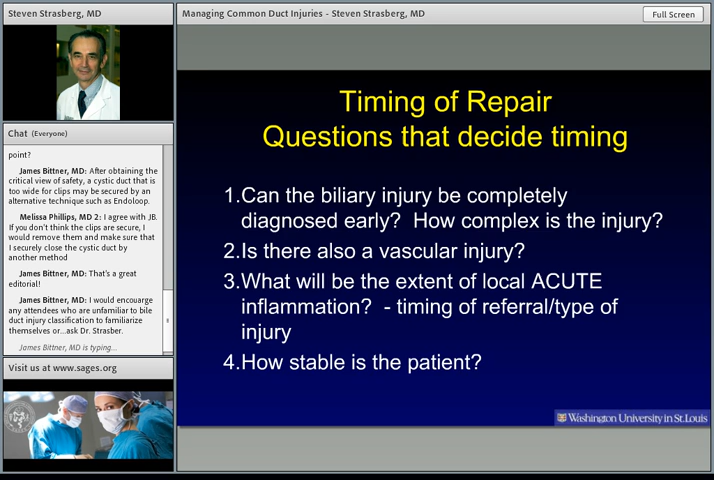 Steven Strasberg, MD
Managing Common Duct Injuries - Steven Strasberg, MD
Full Screen
Chat (Everyone)
point?
James Bittner, MD: After obtaining the
critical view of safety, a cystic duct that is
too wide for clips may be secured by an
alternative technique such as Endoloop.
Melissa Phillips, MD 2: I agree with JB.
If you don't think the clips are secure, I
would remove them and make sure that
I securely close the cystic duct by
another method
James Bittner, MD: That's a great
editorial!
James Bittner, MD: I would encouarge
any attendees who are unfamiliar to bile
duct injury classification to familiarize
themselves or...ask Dr. Strasber.
James Bittner, MD is typing...
Visit us at www.sages.org
Timing of Repair
Questions that decide timing
1.Can the biliary injury be completely
diagnosed early? How complex is the injury?
2.Is there also a vascular injury?
3.What will be the extent of local ACUTE
inflammation? - timing of referral/type of
injury
4.How stable is the patient?
Washington University in St. Louis